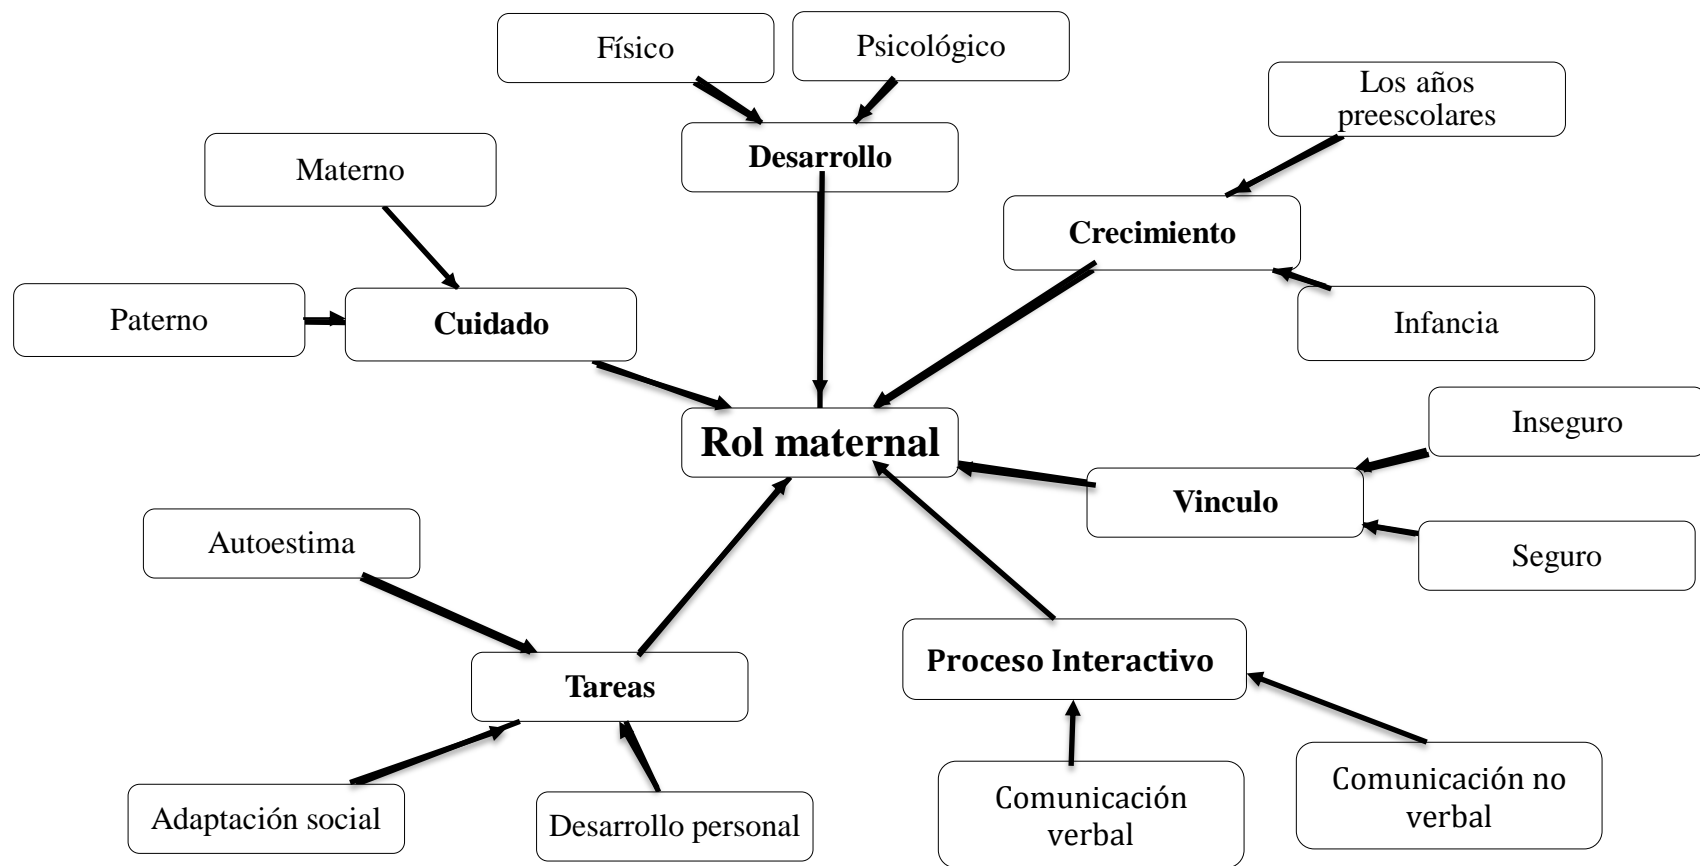 Físico
Psicológico
Los años
preescolares
Desarrollo
Materno
Crecimiento
Paterno
Cuidado
Infancia
Rol maternal
Inseguro
Vinculo
Autoestima
Seguro
Proceso Interactivo
Tareas
Adaptación social
Desarrollo personal
Comunicación
verbal
Comunicación no
verbal